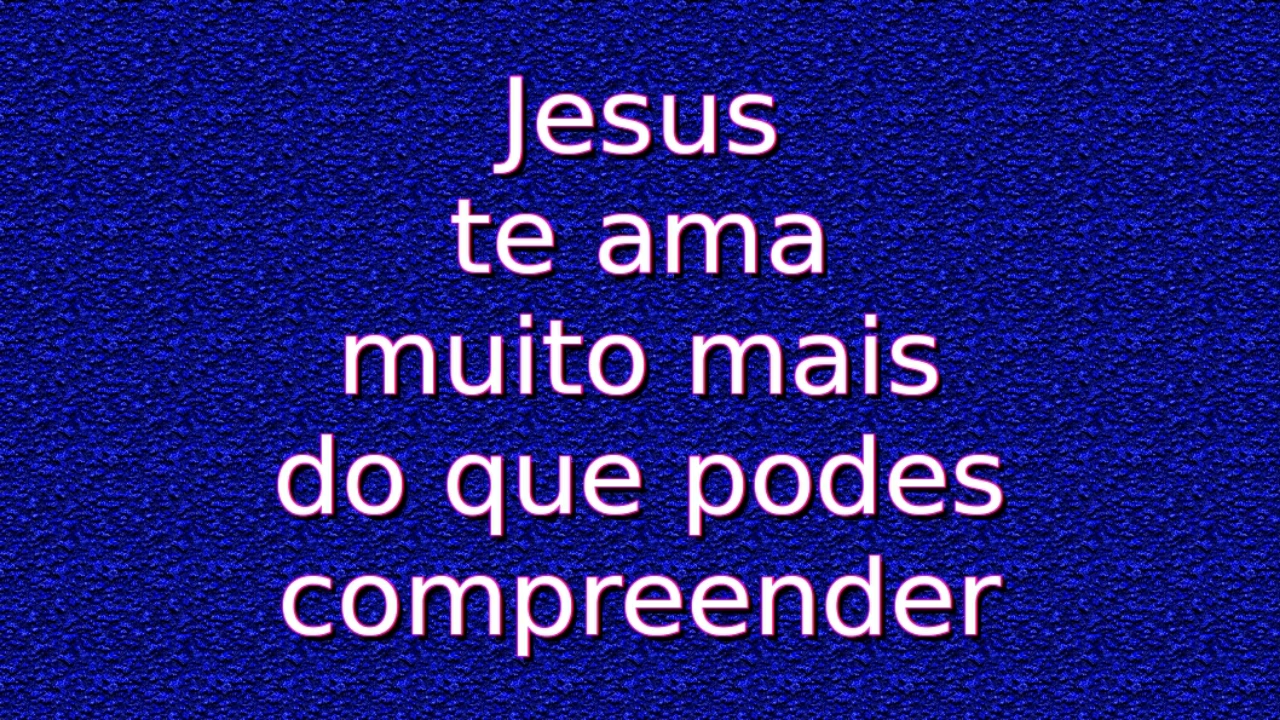 Jesus
te ama
muito mais
do que podes
compreender